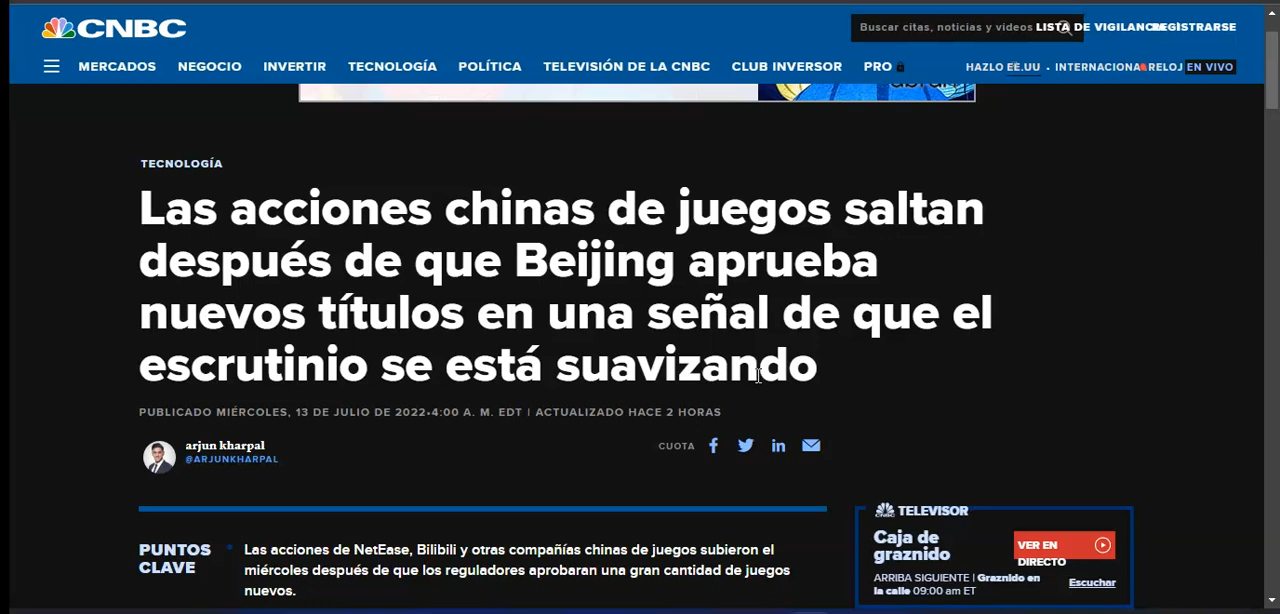 CNBC
Buscar citas, noticias y videos LISTA DE VIGILANCIA REGISTRARSE
MERCADOS NEGOCIO INVERTIR TECNOLOGÍA POLÍTICA TELEVISIÓN DE LA CNBC CLUB INVERSOR PRO HAZLO EE.UU • INTERNACIONA RELOJ EN VIVO
TECNOLOGÍA
Las acciones chinas de juegos saltan
después de que Beijing aprueba
nuevos títulos en una señal de que el
escrutinio se está suavizando
PUBLICADO MIÉRCOLES, 13 DE JULIO DE 2022•4:00 A. M. EDT | ACTUALIZADO HACE 2 HORAS
arjun kharpal
@ARJUNKHARPAL
CUOTA
PUNTOS CLAVE
Las acciones de NetEase, Bilibili y otras compañías chinas de juegos subieron el
miércoles después de que los reguladores aprobaran una gran cantidad de juegos
nuevos.
CNBC TELEVISOR
Caja de
graznido
VER EN
DIRECTO
ARRIBA SIGUIENTE | Graznido en
la calle 09:00 am ET
Escuchar